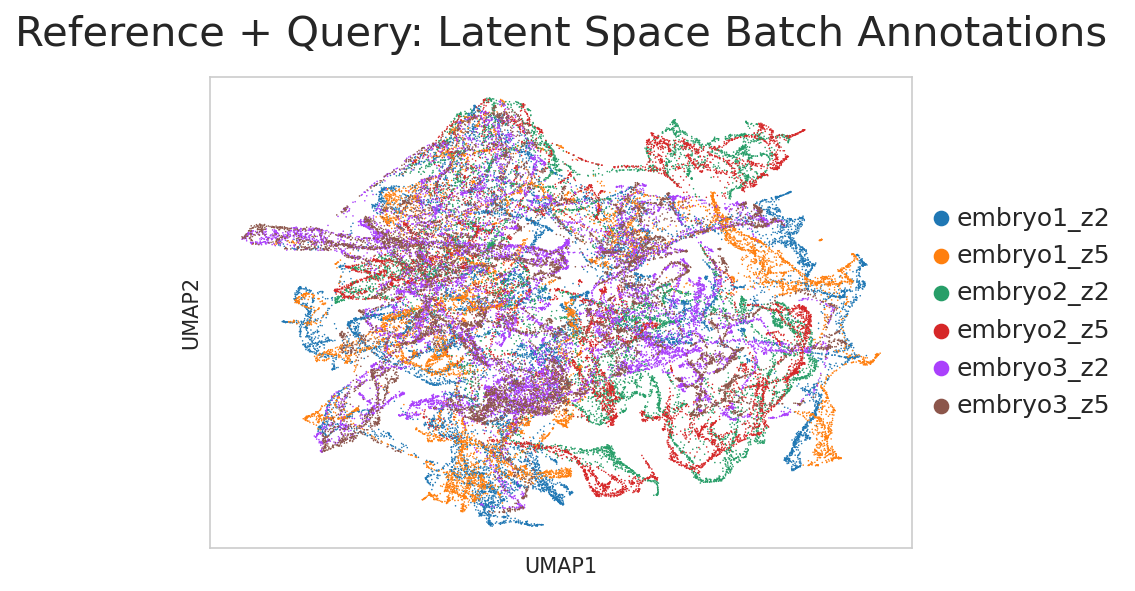 Reference + Query: Latent Space Batch Annotations
UMAP2
UMAP1
embryo1_z2
embryo1_z5
embryo2_z2
embryo2_z5
embryo3_z2
embryo3_z5